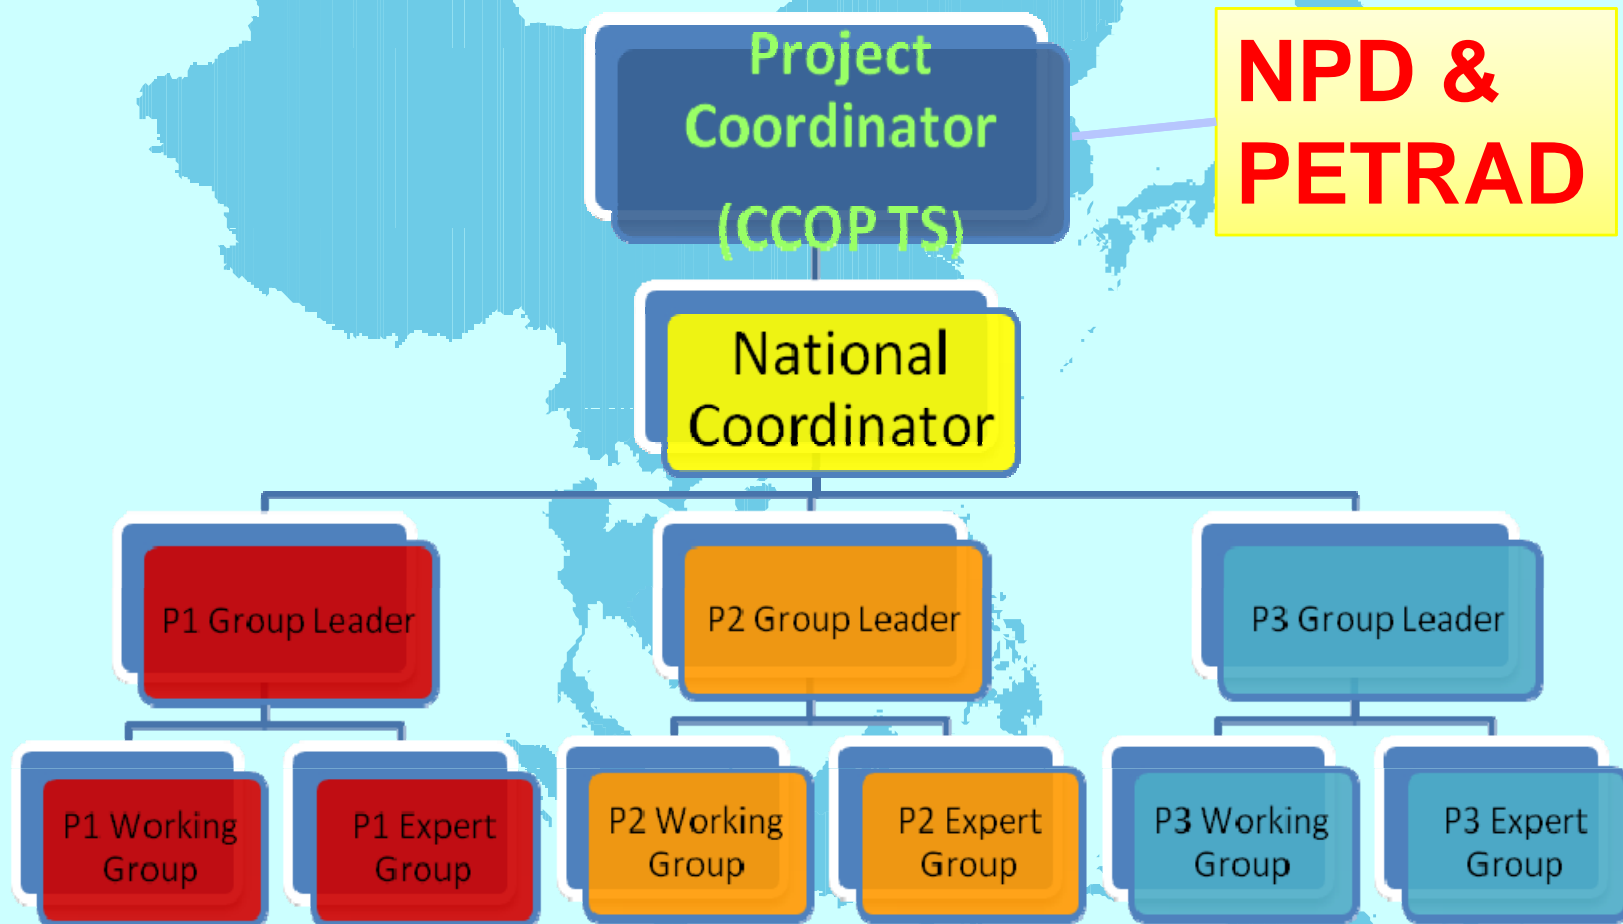 Project
Coordinator
(CCOP TS)
NPD &
PETRAD
National
Coordinator
P1 Group Leader
P2 Group Leader
P3 Group Leader
P1 Working
Group
P1 Expert
Group
P2 Working
Group
P2 Expert
Group
P3 Working
Group
P3 Expert
Group